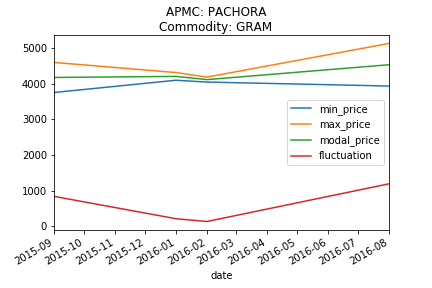 APMC: PACHORA
Commodity: GRAM
5000
4000
3000
2000
1000
0
min_price
max_price
modal_price
fluctuation
2015-09
2015-10
2015-11
2015-12
2016-01
2016-02
2016-03
2016-04
2016-05
2016-06
2016-07
2016-08
date